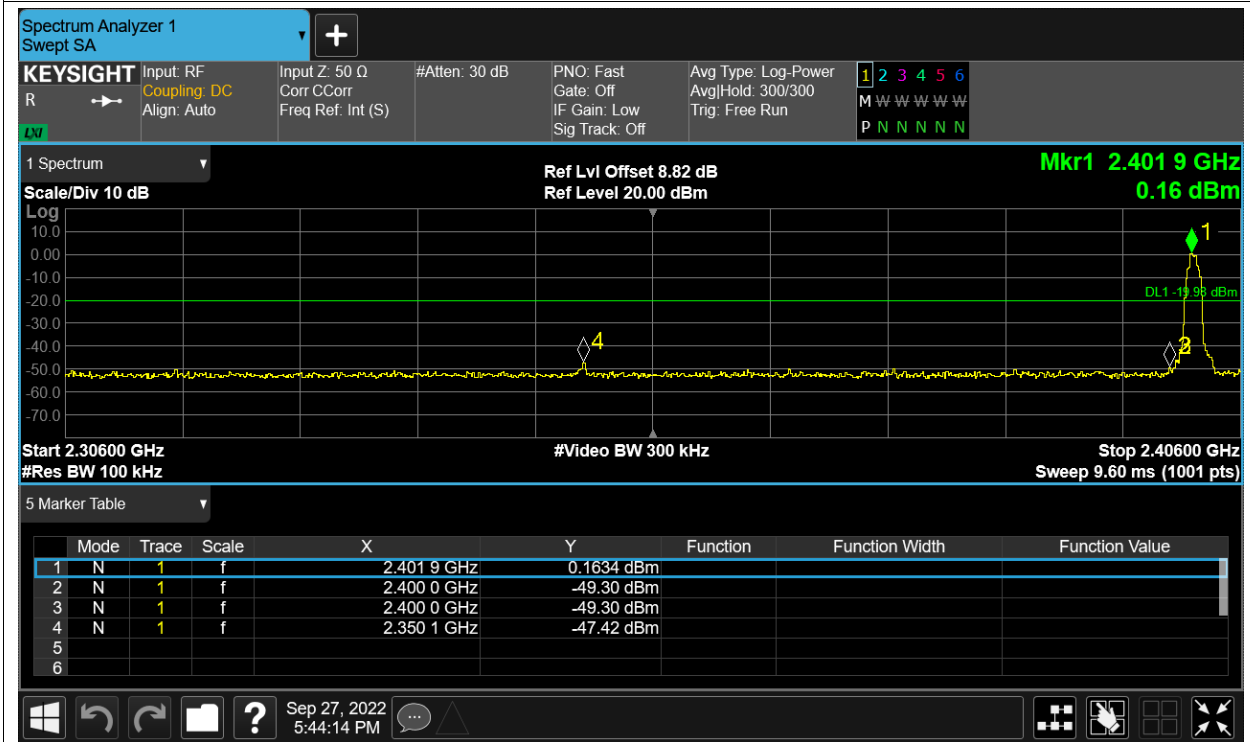 Spectrum Analyzer 1
Swept SA
+
KEYSIGHT
R
LXI
Input: RF
Coupling: DC
Align: Auto
Input Z: 50 Ω
Corr CCorr
Freq Ref: Int (S)
#Atten: 30 dB
PNO: Fast
Gate: Off
IF Gain: Low
Sig Track: Off
Avg Type: Log-Power
Avg|Hold: 300/300
Trig: Free Run
1 2 3 4 5 6
M W W W W W
P N N N N N
1 Spectrum
Scale/Div 10 dB
Ref Lvl Offset 8.82 dB
Ref Level 20.00 dBm
Mkr1 2.401 9 GHz
0.16 dBm
Log
10.0
0.00
-10.0
-20.0
-30.0
-40.0
-50.0
-60.0
-70.0
1
DL1 -19.98 dBm
4
Start 2.30600 GHz
#Res BW 100 kHz
#Video BW 300 kHz
Stop 2.40600 GHz
Sweep 9.60 ms (1001 pts)
5 Marker Table
Mode Trace Scale X Y Function Function Width Function Value
1 N 1 f 2.401 9 GHz 0.1634 dBm
2 N 1 f 2.400 0 GHz -49.30 dBm
3 N 1 f 2.400 0 GHz -49.30 dBm
4 N 1 f 2.350 1 GHz -47.42 dBm
5
6
?
Sep 27, 2022
5:44:14 PM